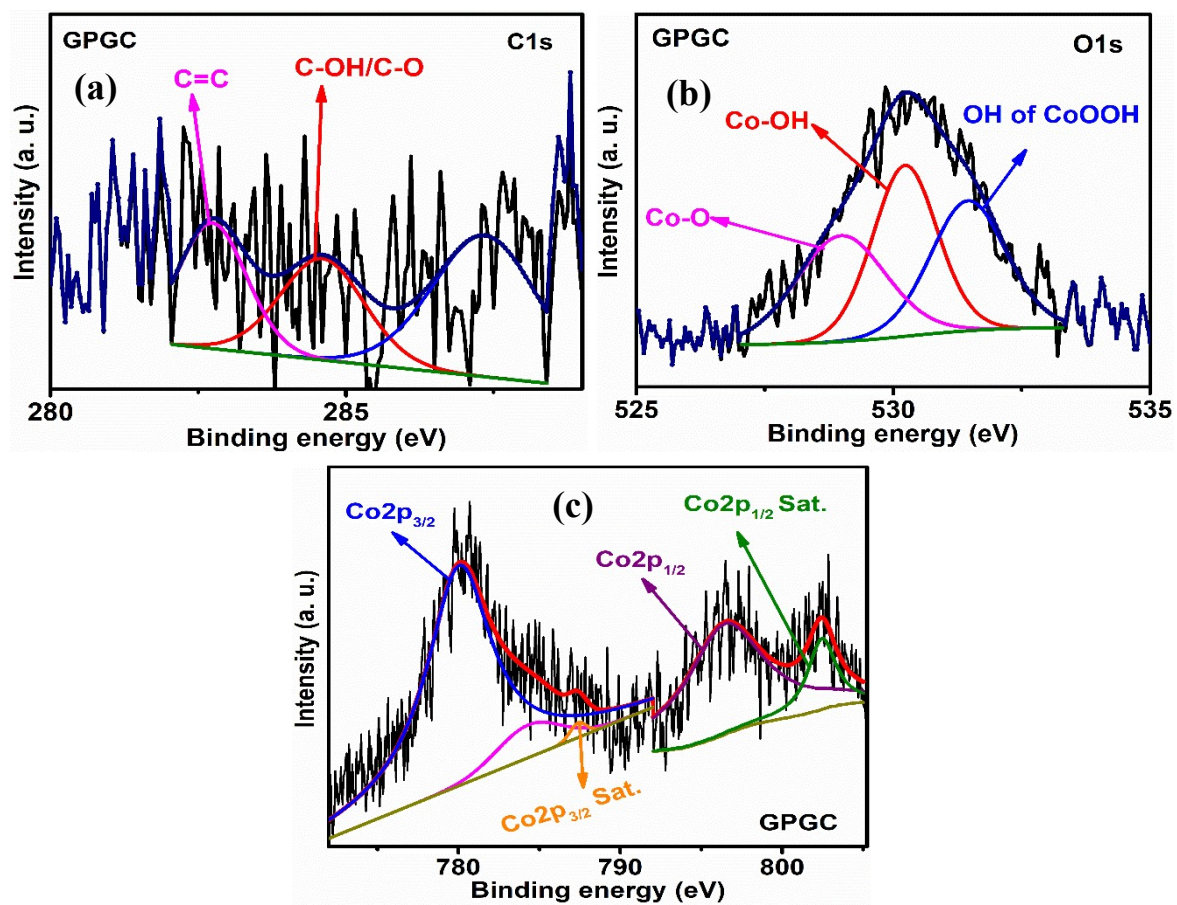 GPGC
C1s
(a)
C=C
C-OH/C-O
Intensity (a. u.)
280
285
Binding energy (eV)
GPGC
O1s
(b)
Co-OH
OH of CoOOH
Co-O
Intensity (a. u.)
525
530
535
Binding energy (eV)
(c)
Co2p3/2
Co2p1/2 Sat.
Co2p1/2
Co2p3/2 Sat.
GPGC
Intensity (a. u.)
780
790
800
Binding energy (eV)